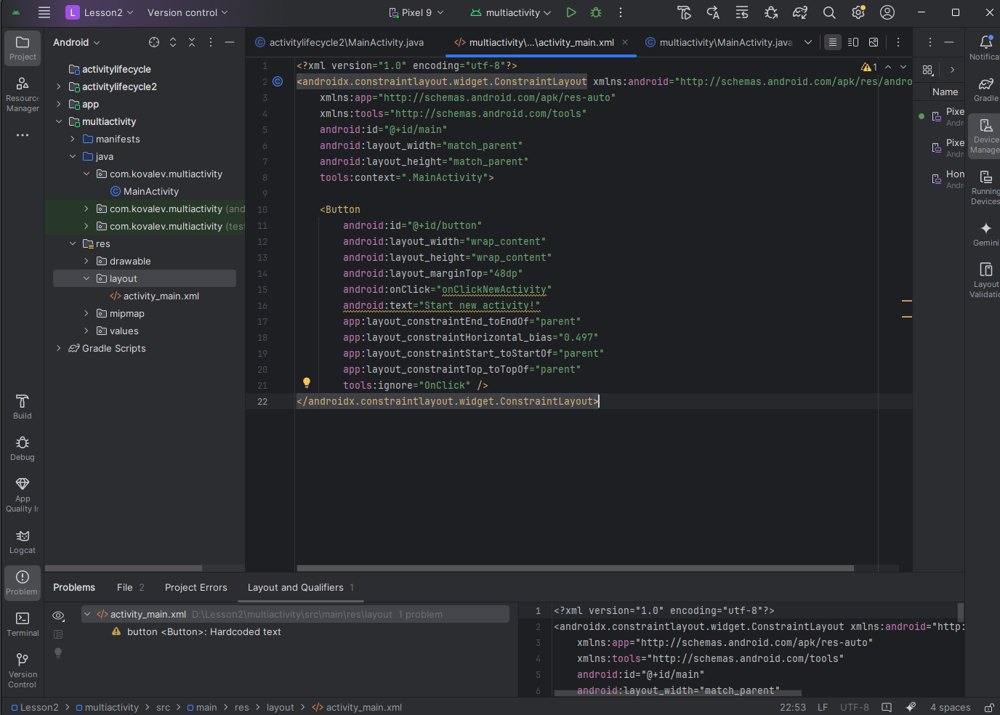 L Lesson2 Version control Pixel 9 multiactivity
Project
Resourc
Manager
Build
Debug
App
Quality In
Logcat
Problem
Terminal
Version
Control
Android
activitylifecycle
activitylifecycle2
app
multiactivity
manifests
java
com.kovalev.multiactivity
MainActivity
com.kovalev.multiactivity (and
com.kovalev.multiactivity (test
res
drawable
layout
activity_main.xml
mipmap
values
Gradle Scripts
activitylifecycle2\MainActivity.java multiactivity\...\activity_main.xml multiactivity\MainActivity.java
1 <?xml version="1.0" encoding="utf-8"?> 1
2 <androidx.constraintlayout.widget.ConstraintLayout xmlns:android="http://schemas.android.com/apk/res/andro
3 xmlns:app="http://schemas.android.com/apk/res-auto"
4 xmlns:tools="http://schemas.android.com/tools"
5 android:id="@+id/main"
6 android:layout_width="match_parent"
7 android:layout_height="match_parent"
8 tools:context=".MainActivity">
9
10 <Button
11 android:id="@+id/button"
12 android:layout_width="wrap_content"
13 android:layout_height="wrap_content"
14 android:layout_marginTop="48dp"
15 android:onClick="onClickNewActivity"
16 android:text="Start new activity!"
17 app:layout_constraintEnd_toEndOf="parent"
18 app:layout_constraintHorizontal_bias="0.497"
19 app:layout_constraintStart_toStartOf="parent"
20 app:layout_constraintTop_toTopOf="parent"
21 tools:ignore="OnClick" />
22 </androidx.constraintlayout.widget.ConstraintLayout>
Name
Pixe
Andro
Pixe
Andro
Hon
Andro
Notifica
Gradle
Device
Manage
Running
Devices
Gemini
Layout
Validatio
Problems File 2 Project Errors Layout and Qualifiers 1
activity_main.xml D:\Lesson2\multiactivity\src\main\res\layout 1 problem
button <Button>: Hardcoded text
1 <?xml version="1.0" encoding="utf-8"?>
2 <androidx.constraintlayout.widget.ConstraintLayout xmlns:android="http:
3 xmlns:app="http://schemas.android.com/apk/res-auto"
4 xmlns:tools="http://schemas.android.com/tools"
5 android:id="@+id/main"
6 android:layout_width="match_parent"
Lesson2 > multiactivity > src > main > res > layout > activity_main.xml 22:53 LF UTF-8 4 spaces